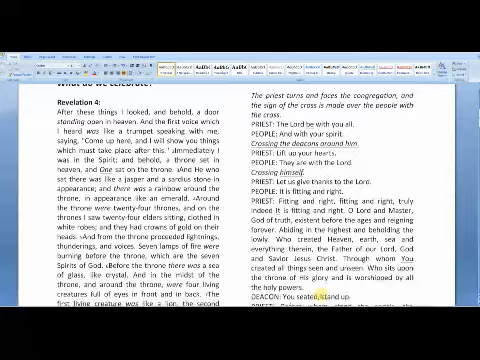 What do we celebrate?
Revelation 4:
After these things I looked, and behold, a door
standing open in heaven. And the first voice which
I heard was like a trumpet speaking with me,
saying, "Come up here, and I will show you things
which must take place after this." 2Immediately I
was in the Spirit; and behold, a throne set in
heaven, and One sat on the throne. 3And He who
sat there was like a jasper and a sardius stone in
appearance; and there was a rainbow around the
throne, in appearance like an emerald. 4Around
the throne were twenty-four thrones, and on the
thrones I saw twenty-four elders sitting, clothed in
white robes; and they had crowns of gold on their
heads. 5And from the throne proceeded lightnings,
thunderings, and voices. Seven lamps of fire were
burning before the throne, which are the seven
Spirits of God. 6Before the throne there was a sea
of glass, like crystal. And in the midst of the
throne, and around the throne, were four living
creatures full of eyes in front and in back. 7The
first living creature was like a lion, the second
The priest turns and faces the congregation, and
the sign of the cross is made over the people with
the cross.
PRIEST: The Lord be with you all.
PEOPLE: And with your spirit.
Crossing the deacons around him.
PRIEST: Lift up your hearts.
PEOPLE: They are with the Lord.
Crossing himself.
PRIEST: Let us give thanks to the Lord.
PEOPLE: It is fitting and right.
PRIEST: Fitting and right, fitting and right, truly
indeed It is fitting and right. O Lord and Master,
God of truth, existent before the ages and reigning
forever. Abiding in the highest and beholding the
lowly. Who created Heaven, earth, sea and
everything therein, the Father of our Lord, God
and Savior Jesus Christ. Through whom You
created all things seen and unseen. Who sits upon
the throne of His glory and is worshipped by all
the holy powers.
DEACON: You seated, stand up.